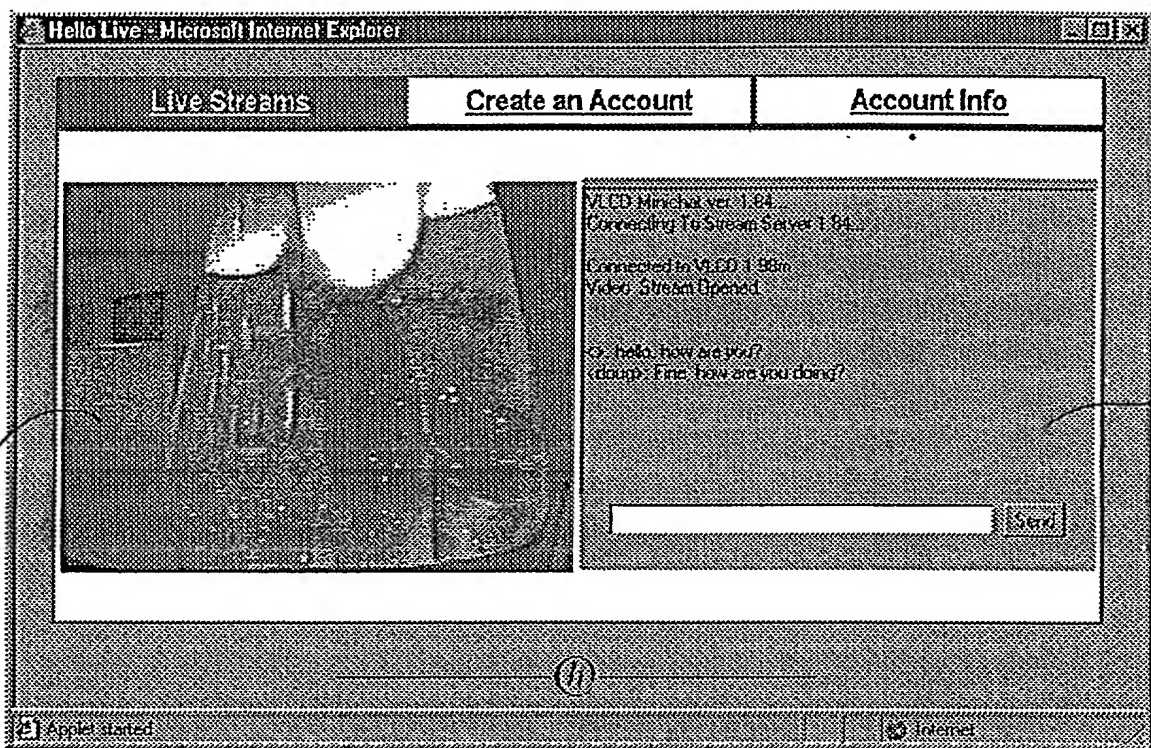 Hello Live - Microsoft Internet Explorer
Live Streams
Create an Account
Account Info
VLCD Minichat ver. 1.84...
Connecting To Stream Server 1.84...
Connected to VLCD 1.99m
Video Stream Opened
hello, how are you?
<doug> Fine, how are you doing?
Send
h
Applet started
Internet